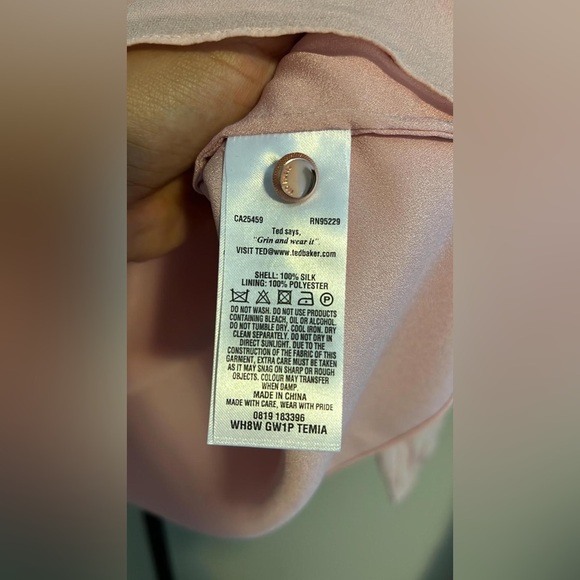 CA25459 RN95229
Ted says,
"Grin and wear it".
VISIT TED@www.tedbaker.com
SHELL: 100% SILK
LINING: 100% POLYESTER
P
DO NOT WASH. DO NOT USE PRODUCTS
CONTAINING BLEACH, OIL OR ALCOHOL.
DO NOT TUMBLE DRY. COOL IRON. DRY
CLEAN SEPARATELY. DO NOT DRY IN
DIRECT SUNLIGHT. DUE TO THE
CONSTRUCTION OF THE FABRIC OF THIS
GARMENT, EXTRA CARE MUST BE TAKEN
AS IT MAY SNAG ON SHARP OR ROUGH
OBJECTS. COLOUR MAY TRANSFER
WHEN DAMP.
MADE IN CHINA
MADE WITH CARE, WEAR WITH PRIDE
0819 183396
WH8W GW1P TEMIA